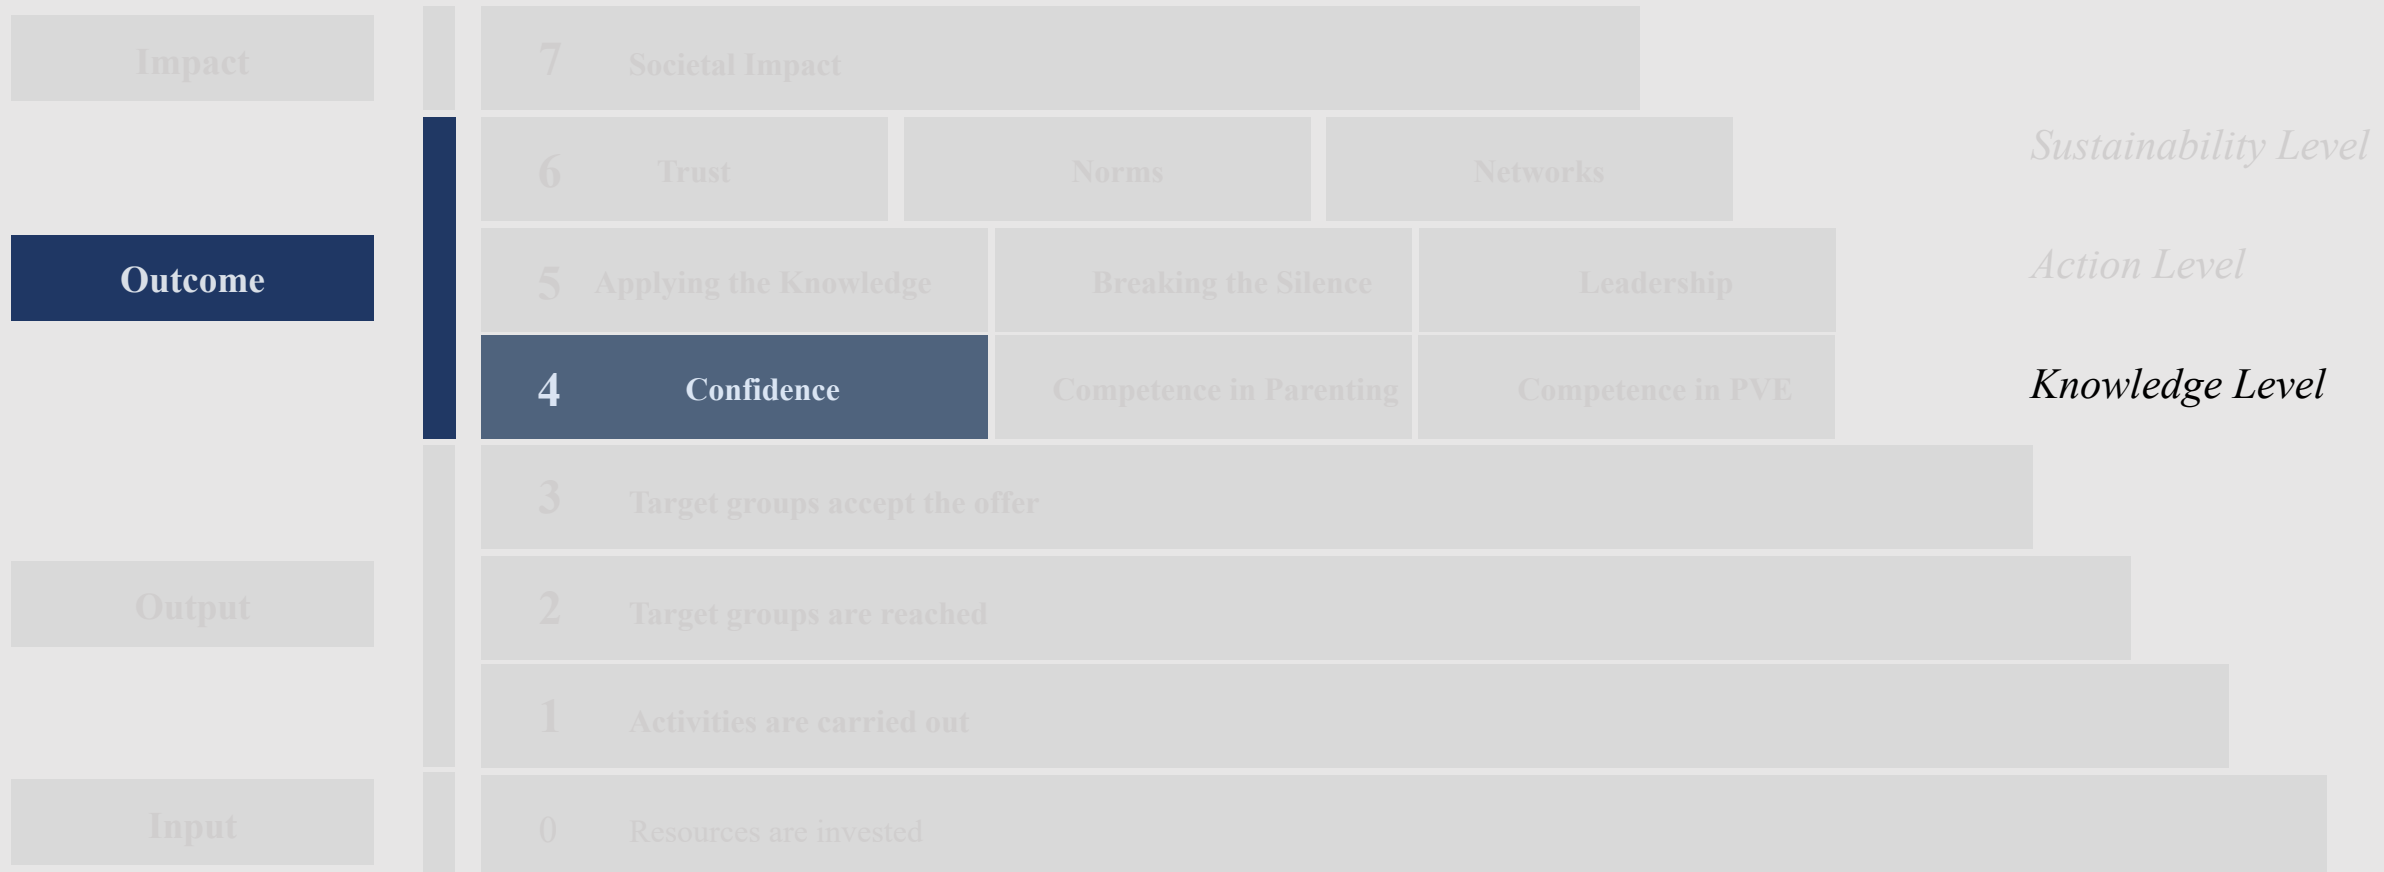 Impact
7 Societal Impact
6 Trust Norms Networks Sustainability Level
Outcome
5 Applying the Knowledge Breaking the Silence Leadership Action Level
4 Confidence Competence in Parenting Competence in PVE Knowledge Level
3 Target groups accept the offer
Output
2 Target groups are reached
1 Activities are carried out
Input
0 Resources are invested